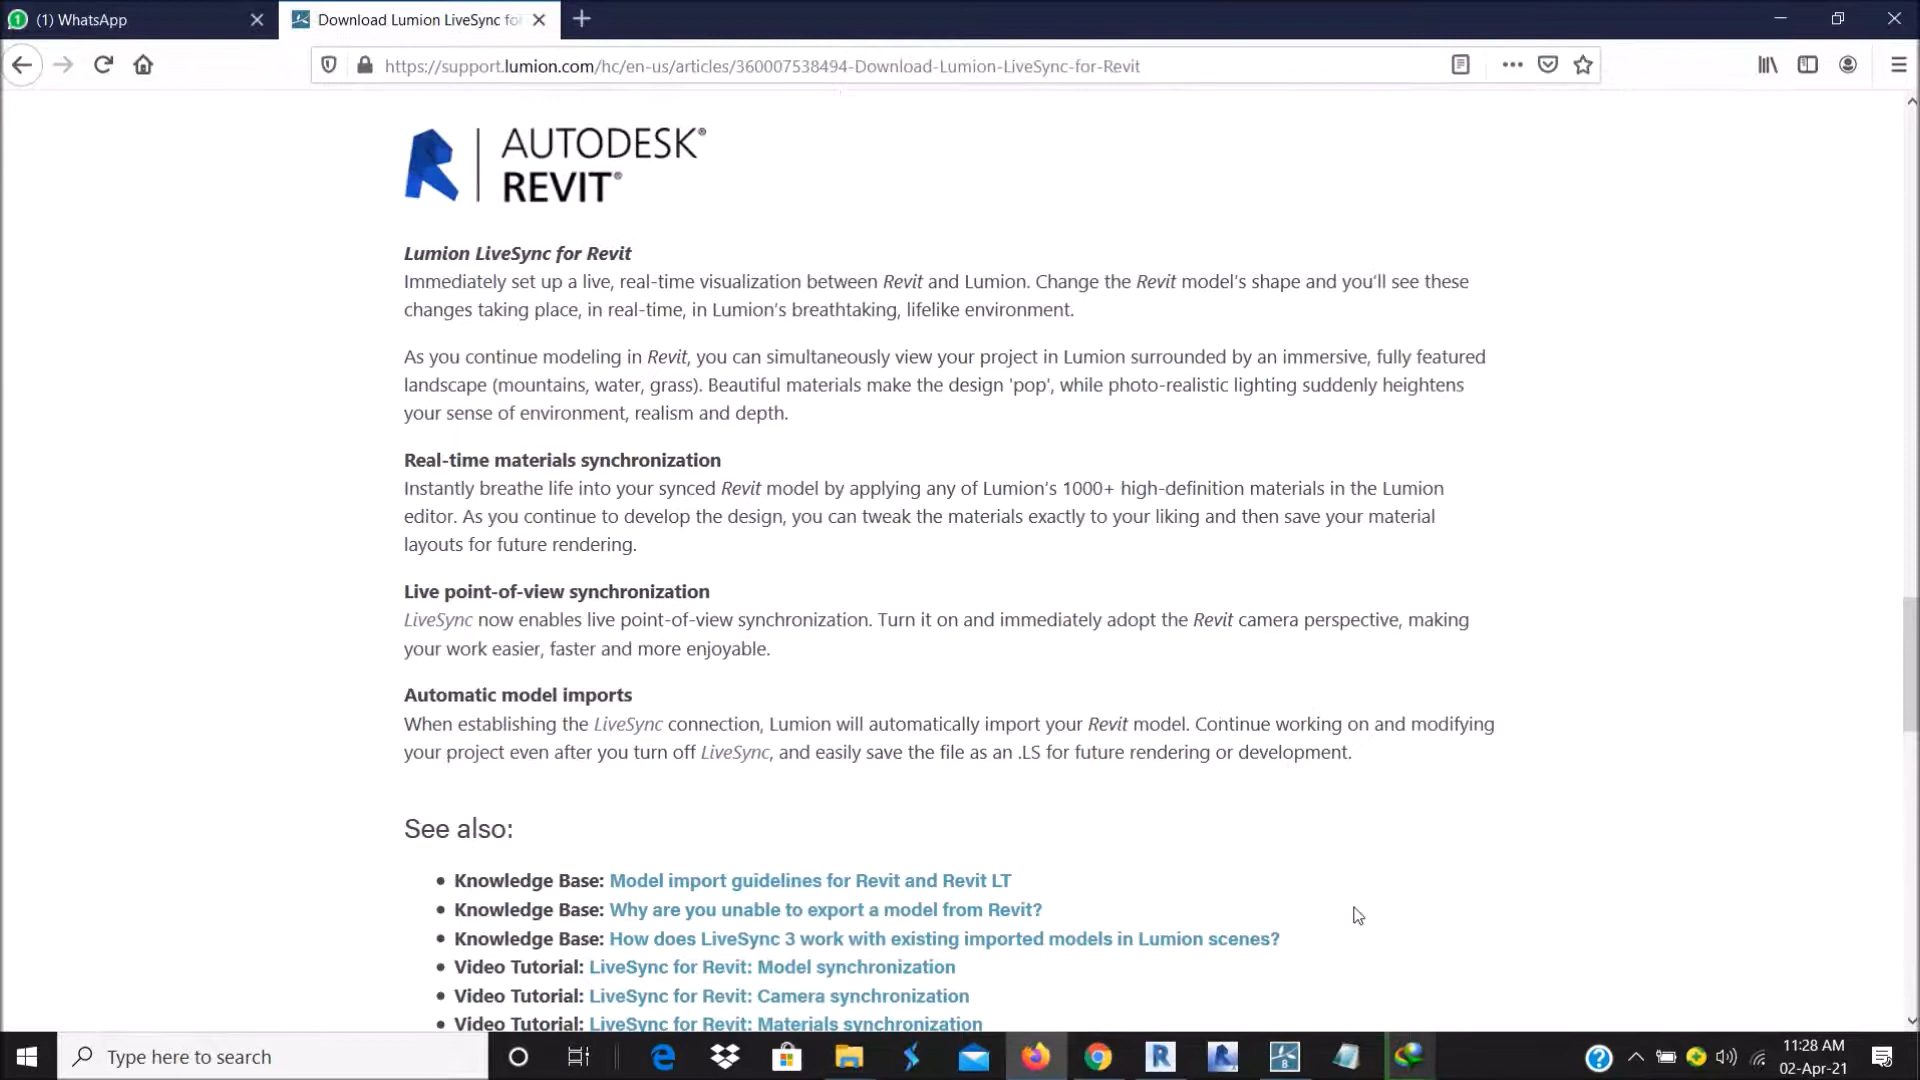 (1) WhatsApp
Download Lumion LiveSync for
https://support.lumion.com/hc/en-us/articles/360007538494-Download-Lumion-LiveSync-for-Revit
AUTODESK®
REVIT®
Lumion LiveSync for Revit
Immediately set up a live, real-time visualization between Revit and Lumion. Change the Revit model's shape and you'll see these
changes taking place, in real-time, in Lumion's breathtaking, lifelike environment.
As you continue modeling in Revit, you can simultaneously view your project in Lumion surrounded by an immersive, fully featured
landscape (mountains, water, grass). Beautiful materials make the design 'pop', while photo-realistic lighting suddenly heightens
your sense of environment, realism and depth.
Real-time materials synchronization
Instantly breathe life into your synced Revit model by applying any of Lumion's 1000+ high-definition materials in the Lumion
editor. As you continue to develop the design, you can tweak the materials exactly to your liking and then save your material
layouts for future rendering.
Live point-of-view synchronization
LiveSync now enables live point-of-view synchronization. Turn it on and immediately adopt the Revit camera perspective, making
your work easier, faster and more enjoyable.
Automatic model imports
When establishing the LiveSync connection, Lumion will automatically import your Revit model. Continue working on and modifying
your project even after you turn off LiveSync, and easily save the file as an .LS for future rendering or development.
See also:
• Knowledge Base: Model import guidelines for Revit and Revit LT
• Knowledge Base: Why are you unable to export a model from Revit?
• Knowledge Base: How does LiveSync 3 work with existing imported models in Lumion scenes?
• Video Tutorial: LiveSync for Revit: Model synchronization
• Video Tutorial: LiveSync for Revit: Camera synchronization
• Video Tutorial: LiveSync for Revit: Materials synchronization
Type here to search
11:28 AM
02-Apr-21